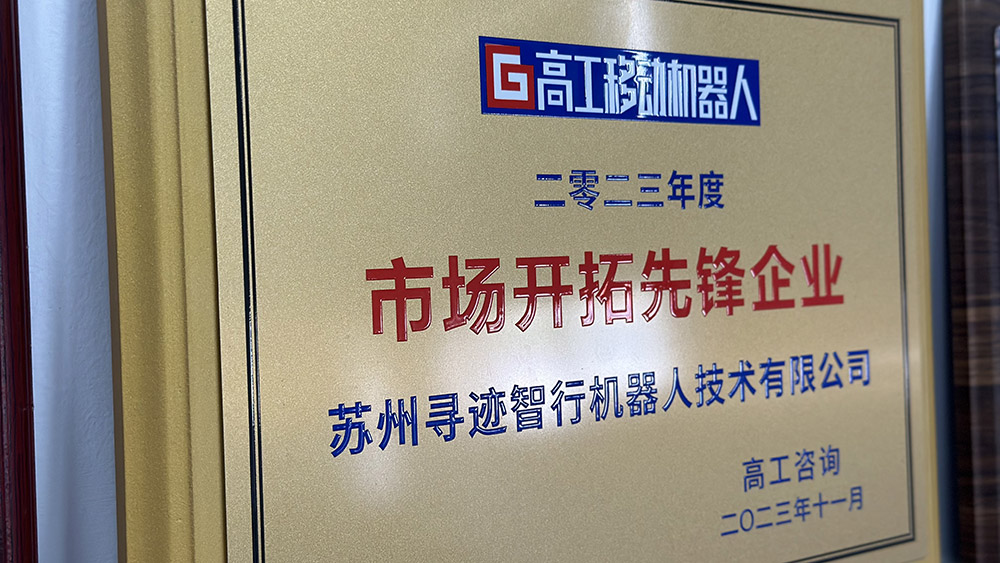 G高工移动机器人
二零二三年度
市场开拓先锋企业
苏州寻迹智行机器人技术有限公司
高工咨询
二〇二三年十一月